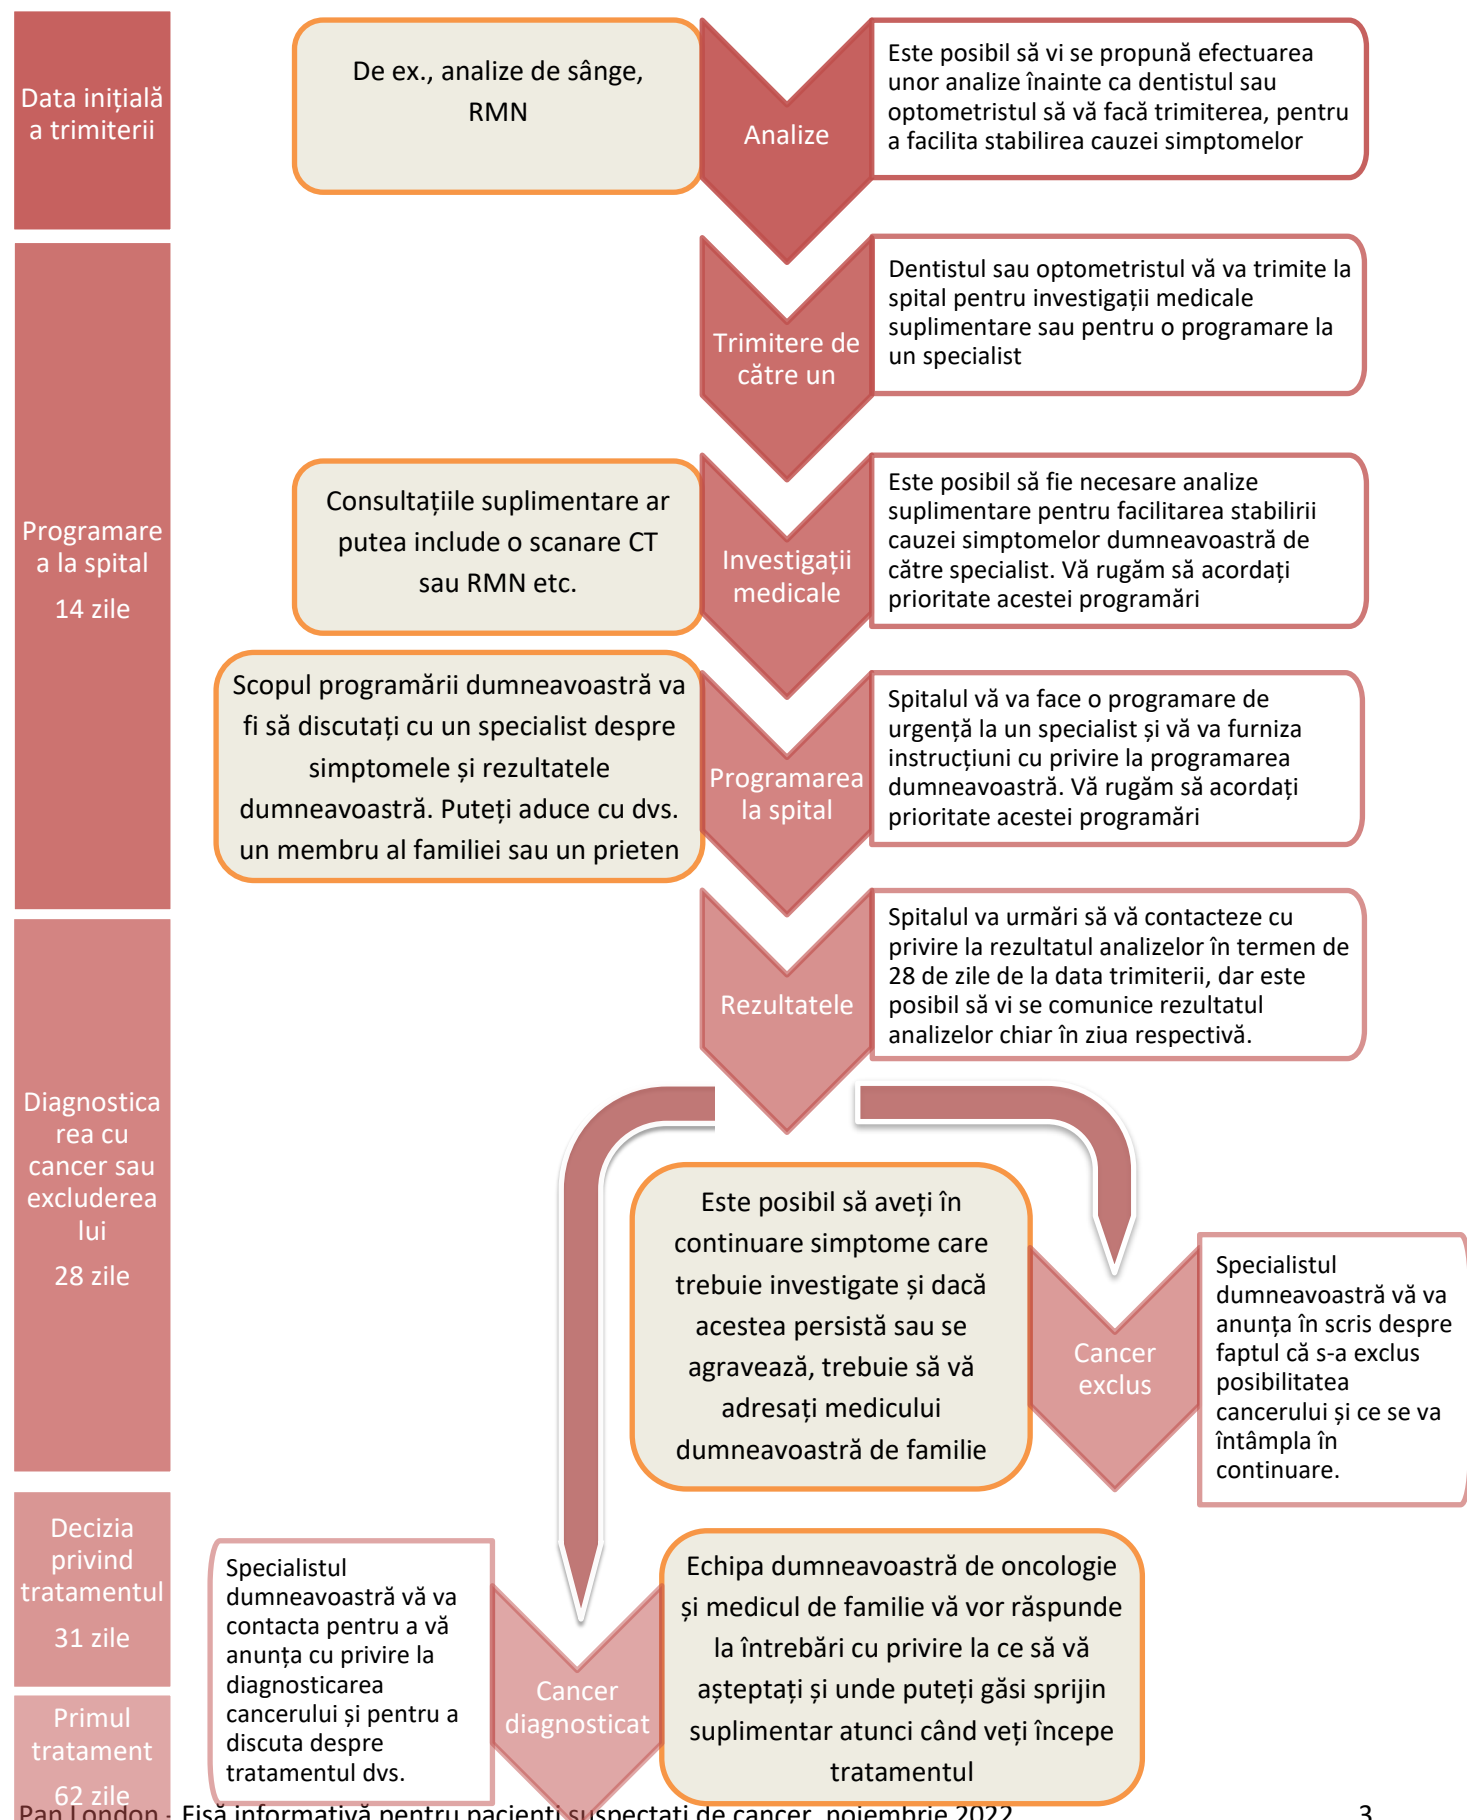 Data inițială
a trimiterii
De ex., analize de sânge,
RMN
Analize
Este posibil să vi se propună efectuarea
unor analize înainte ca dentistul sau
optometristul să vă facă trimiterea, pentru
a facilita stabilirea cauzei simptomelor
Programare
a la spital
14 zile
Trimitere de
către un
Dentistul sau optometristul vă va trimite la
spital pentru investigații medicale
suplimentare sau pentru o programare la
un specialist
Consultațiile suplimentare ar
putea include o scanare CT
sau RMN etc.
Investigații
medicale
Este posibil să fie necesare analize
suplimentare pentru facilitarea stabilirii
cauzei simptomelor dumneavoastră de
către specialist. Vă rugăm să acordați
prioritate acestei programări
Scopul programării dumneavoastră va
fi să discutați cu un specialist despre
simptomele și rezultatele
dumneavoastră. Puteți aduce cu dvs.
un membru al familiei sau un prieten
Programarea
la spital
Spitalul vă va face o programare de
urgență la un specialist și vă va furniza
instrucțiuni cu privire la programarea
dumneavoastră. Vă rugăm să acordați
prioritate acestei programări
Diagnostica
rea cu
cancer sau
excluderea
lui
28 zile
Rezultatele
Spitalul va urmări să vă contacteze cu
privire la rezultatul analizelor în termen de
28 de zile de la data trimiterii, dar este
posibil să vi se comunice rezultatul
analizelor chiar în ziua respectivă.
Este posibil să aveți în
continuare simptome care
trebuie investigate și dacă
acestea persistă sau se
agravează, trebuie să vă
adresați medicului
dumneavoastră de familie
Cancer
exclus
Specialistul
dumneavoastră vă va
anunța în scris despre
faptul că s-a exclus
posibilitatea
cancerului și ce se va
întâmpla în
continuare.
Decizia
privind
tratamentul
31 zile
Primul
tratament
62 zile
Specialistul
dumneavoastră vă va
contacta pentru a vă
anunța cu privire la
diagnosticarea
cancerului și pentru a
discuta despre
tratamentul dvs.
Cancer
diagnosticat
Echipa dumneavoastră de oncologie
și medicul de familie vă vor răspunde
la întrebări cu privire la ce să vă
așteptați și unde puteți găsi sprijin
suplimentar atunci când veți începe
tratamentul
Pan London - Fișă informativă pentru pacienți suspectați de cancer, noiembrie 2022 3